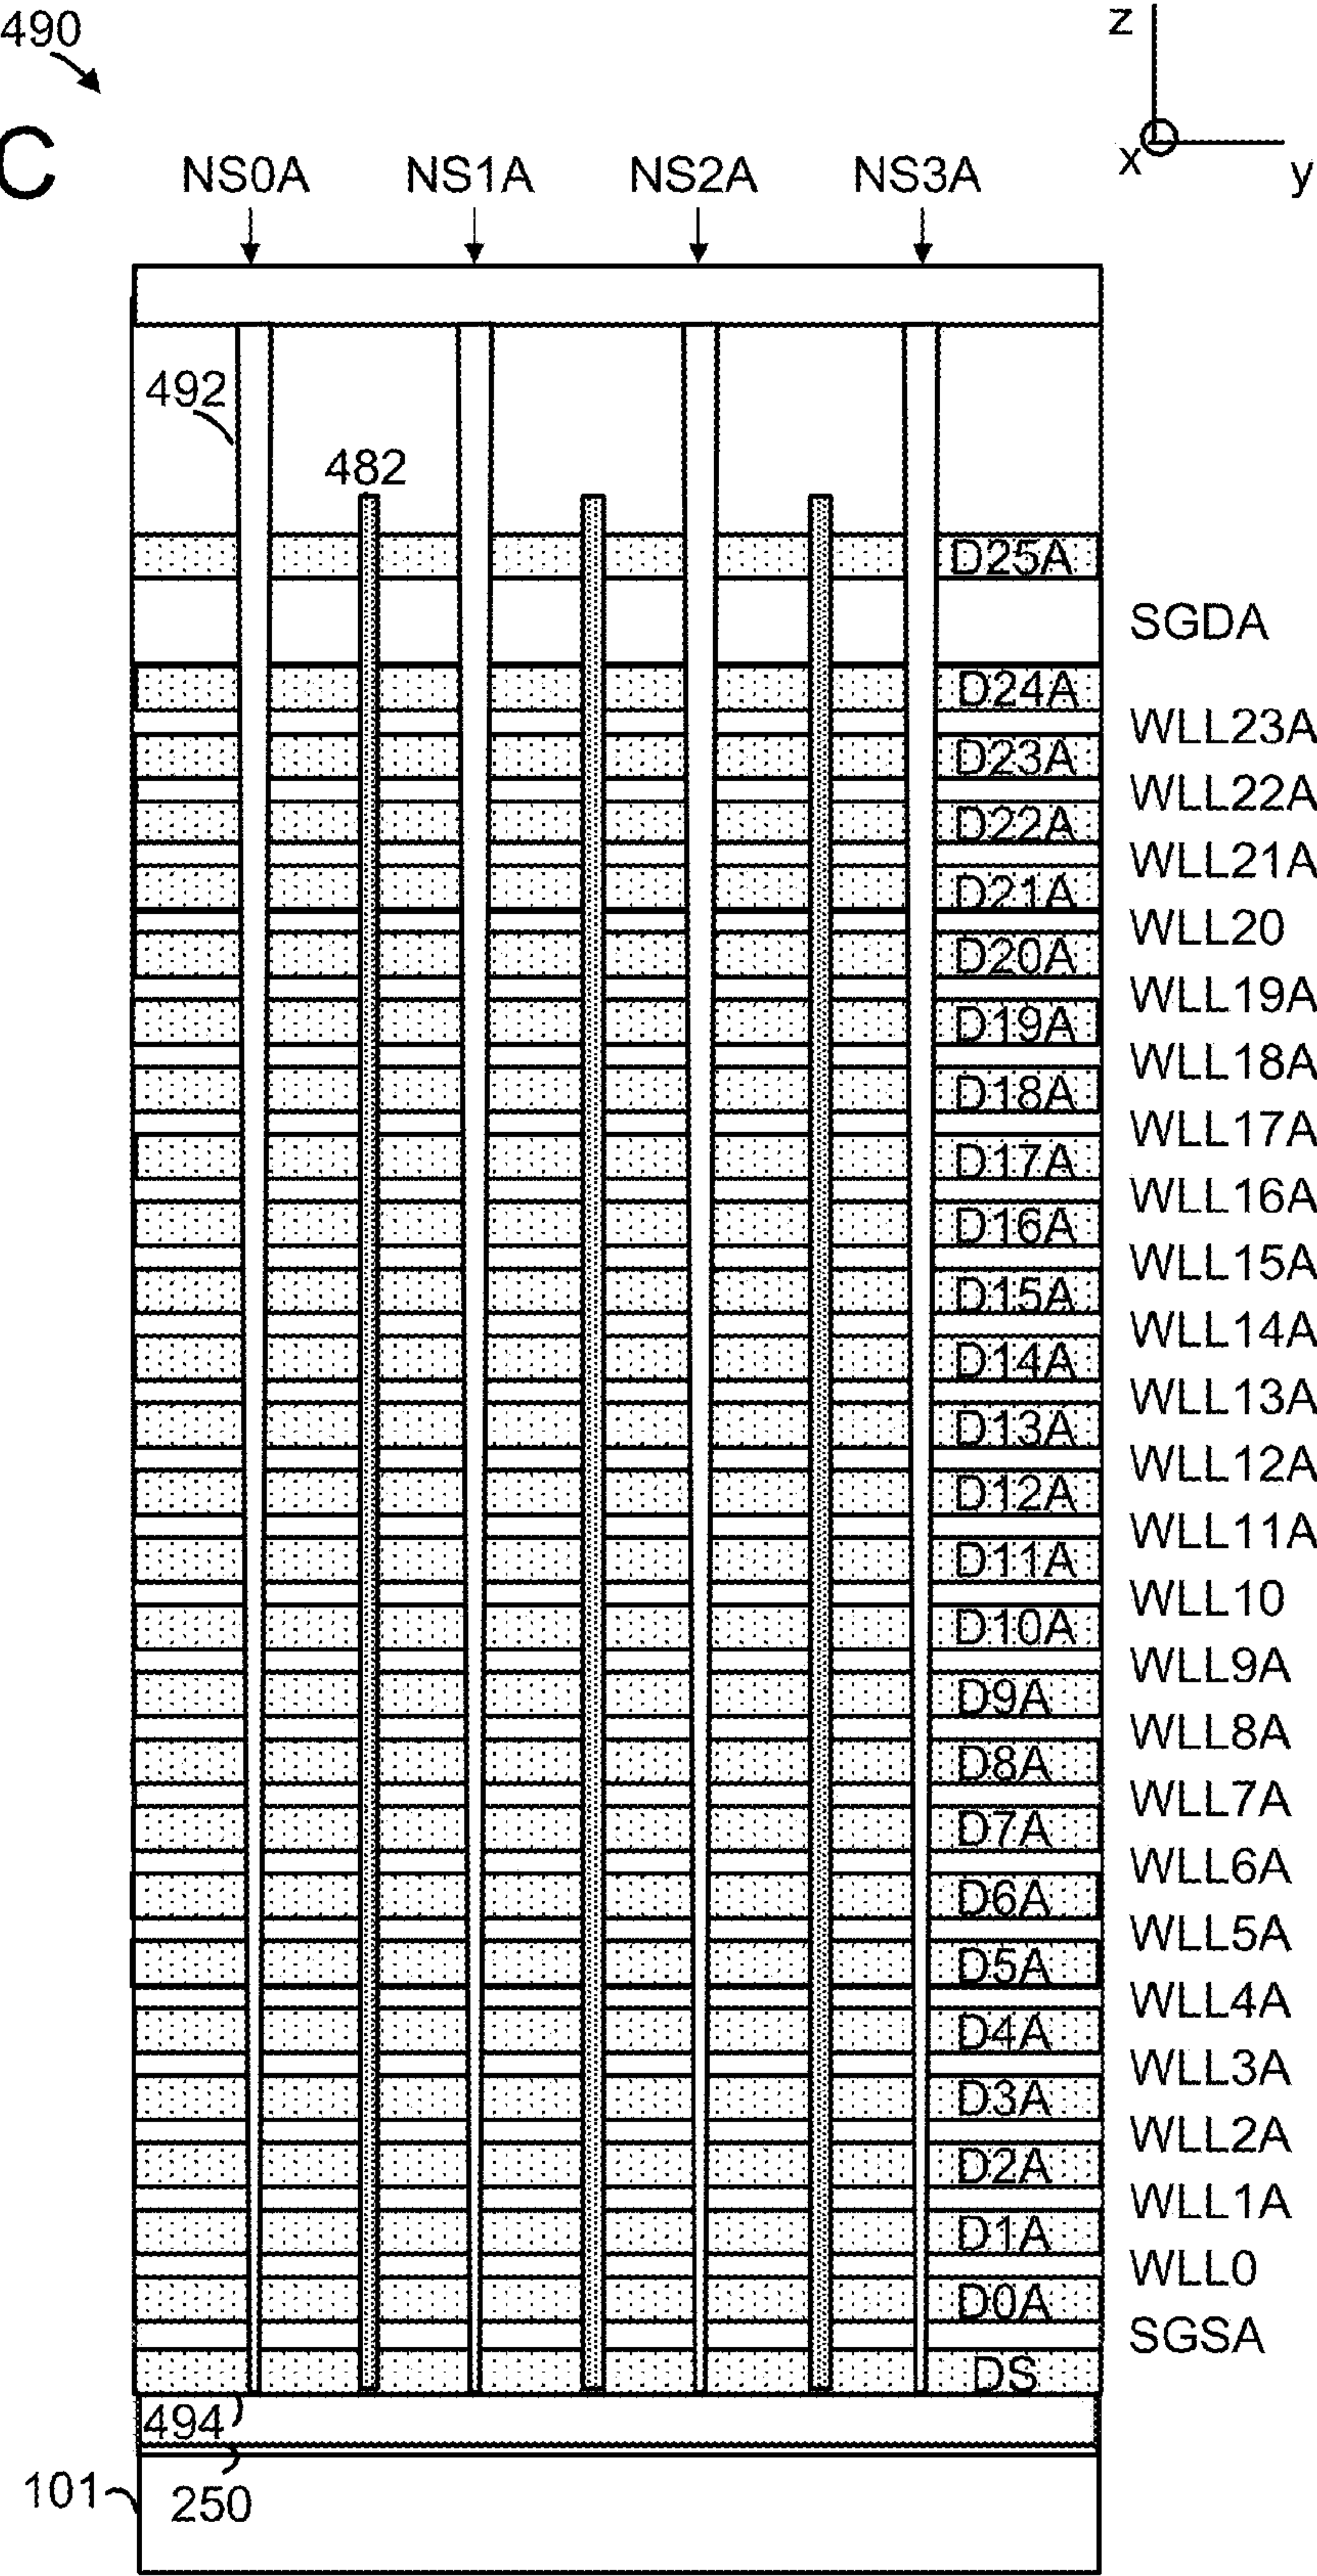 490
z
C
x
y
NS0A NS1A NS2A NS3A
492
482
D25A
SGDA
D24A
WLL23A
D23A
WLL22A
D22A
WLL21A
D21A
WLL20
D20A
WLL19A
D19A
WLL18A
D18A
WLL17A
D17A
WLL16A
D16A
WLL15A
D15A
WLL14A
D14A
WLL13A
D13A
WLL12A
D12A
WLL11A
D11A
WLL10
D10A
WLL9A
D9A
WLL8A
D8A
WLL7A
D7A
WLL6A
D6A
WLL5A
D5A
WLL4A
D4A
WLL3A
D3A
WLL2A
D2A
WLL1A
D1A
WLL0
D0A
SGSA
DS
494
101
250